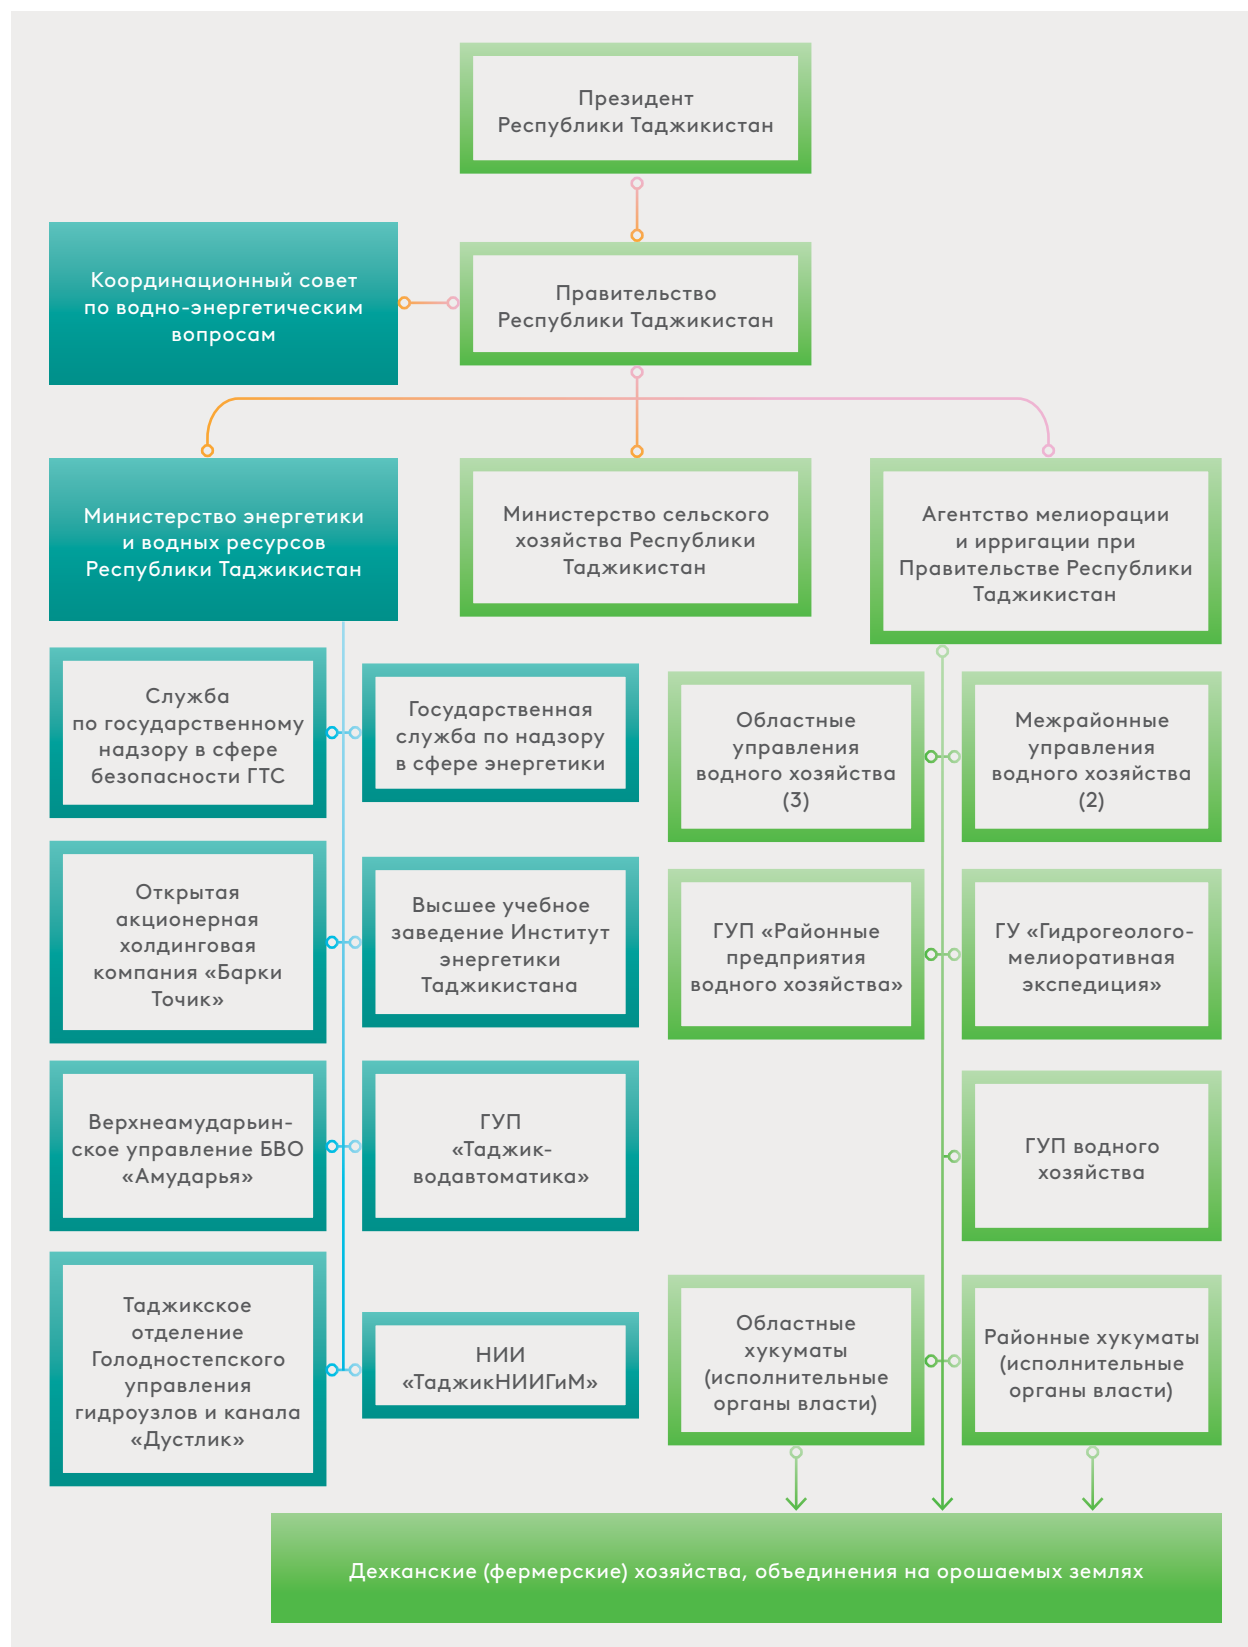 Президент
Республики Таджикистан
Координационный совет
по водно-энергетическим
вопросам
Правительство
Республики Таджикистан
Министерство энергетики
и водных ресурсов
Республики Таджикистан
Министерство сельского
хозяйства Республики
Таджикистан
Агентство мелиорации
и ирригации при
Правительстве Республики
Таджикистан
Служба
по государственному
надзору в сфере
безопасности ГТС
Государственная
служба по надзору
в сфере энергетики
Областные
управления
водного хозяйства
(3)
Межрайонные
управления
водного хозяйства
(2)
Открытая
акционерная
холдинговая
компания «Барки
Точик»
Высшее учебное
заведение Институт
энергетики
Таджикистана
ГУП «Районные
предприятия
водного хозяйства»
ГУ «Гидрогеолого-
мелиоративная
экспедиция»
Верхнеамударьин-
ское управление БВО
«Амударья»
ГУП
«Таджик-
водавтоматика»
ГУП водного
хозяйства
Таджикское
отделение
Голодностепского
управления
гидроузлов и канала
«Дустлик»
НИИ
«ТаджикНИИГиМ»
Областные
хукуматы
(исполнительные
органы власти)
Районные хукуматы
(исполнительные
органы власти)
Дехканские (фермерские) хозяйства, объединения на орошаемых землях